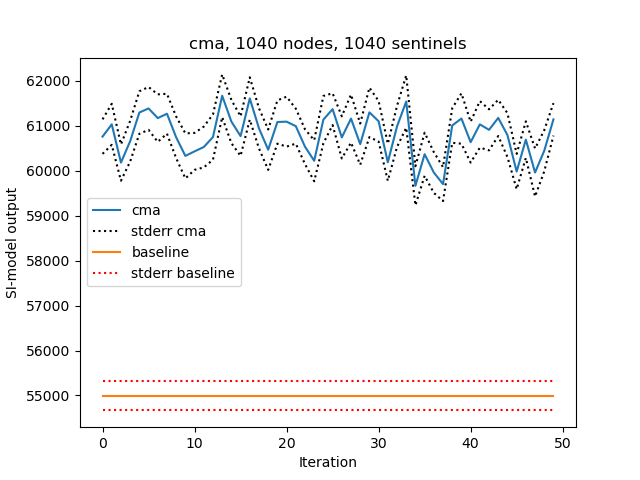 cma, 1040 nodes, 1040 sentinels
62000
61000
60000
59000
58000
57000
56000
55000
SI-model output
cma
stderr cma
baseline
stderr baseline
0
10
20
30
40
50
Iteration